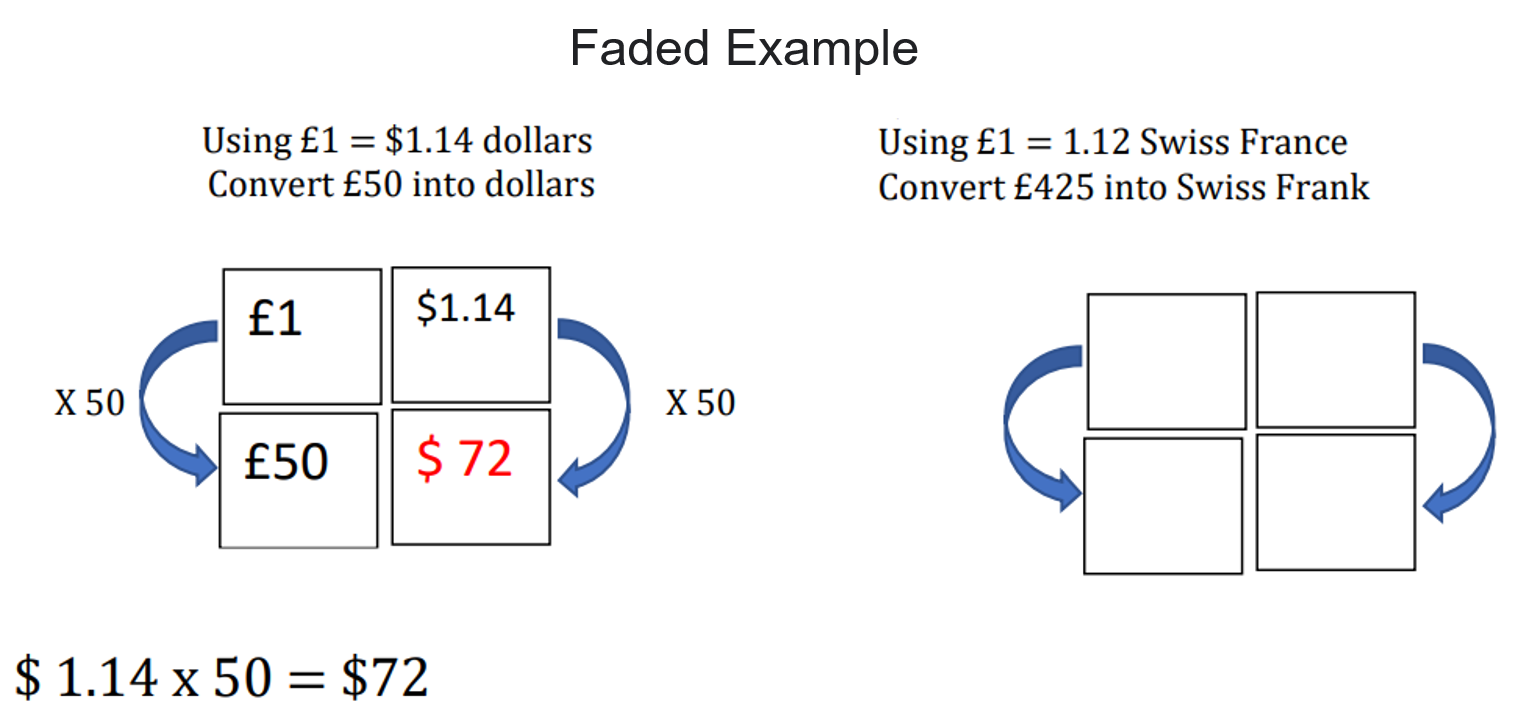 Faded Example
Using £1 = $1.14 dollars
Convert £50 into dollars
£1
$1.14
X 50
X 50
£50
$ 72
$ 1.14 x 50 = $72
Using £1 = 1.12 Swiss France
Convert £425 into Swiss Frank